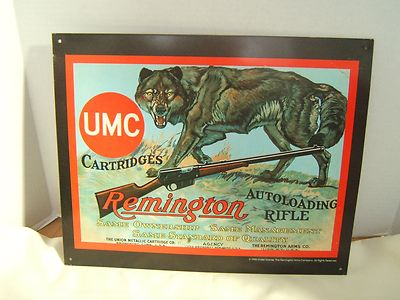 UMC
CARTRIDGES
Remington
AUTOLOADING
RIFLE
SAME OWNERSHIP SAME MANAGEMENT
SAME STANDARD OF QUALITY
THE UNION METALLIC CARTRIDGE CO.
AGENCY
THE REMINGTON ARMS CO.